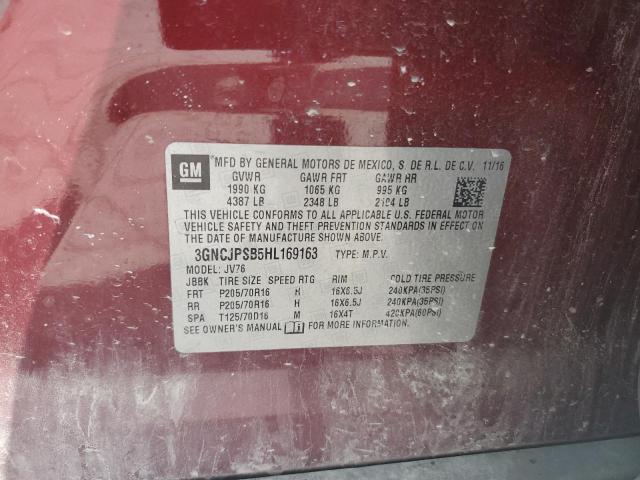 GM
MFD BY GENERAL MOTORS DE MEXICO, S. DE R.L. DE C.V. 11/16
GVWR GAWR FRT GAWR RR
1990 KG 1065 KG 995 KG
4387 LB 2348 LB 2194 LB
THIS VEHICLE CONFORMS TO ALL APPLICABLE U.S. FEDERAL MOTOR
VEHICLE SAFETY AND THEFT PREVENTION STANDARDS IN EFFECT ON
THE DATE OF MANUFACTURE SHOWN ABOVE.
3GNCJPSB5HL169163 TYPE: M.P.V.
MODEL: JV76
JBBK TIRE SIZE SPEED RTG RIM COLD TIRE PRESSURE
FRT P205/70R16 H 16X6.5J 240KPA(35PSI)
RR P205/70R16 H 16X6.5J 240KPA(35PSI)
SPA T125/70D16 M 16X4T 420KPA(60PSI)
SEE OWNER'S MANUAL FOR MORE INFORMATION.